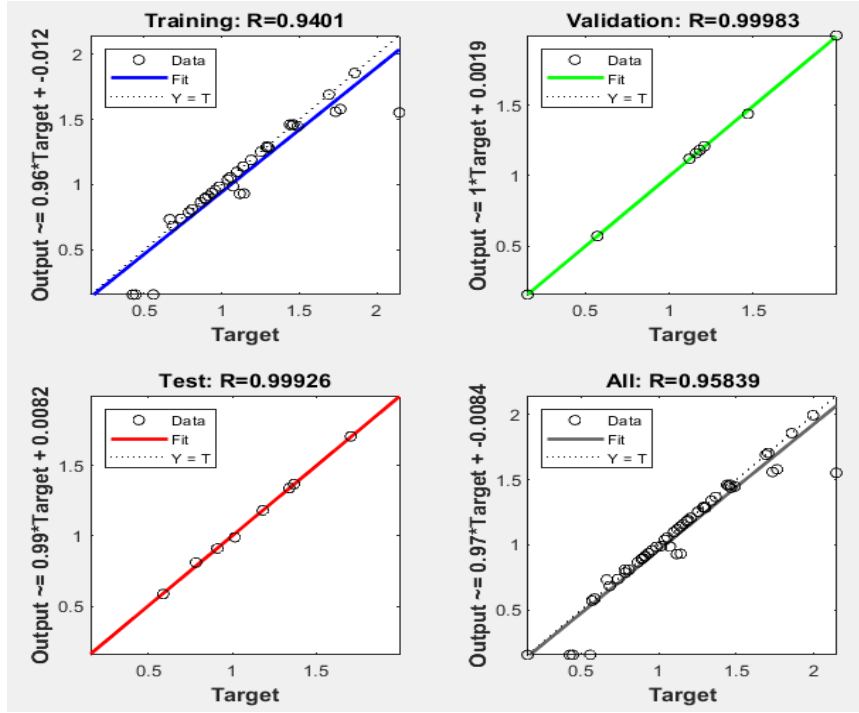 Training: R=0.9401
Output ~= 0.96*Target + -0.012
2
1.5
1
0.5
Data
Fit
Y = T
0.5
1
1.5
2
Target
Validation: R=0.99983
Output ~= 1*Target + 0.0019
1.5
1
0.5
Data
Fit
Y = T
0.5
1
1.5
Target
Test: R=0.99926
Output ~= 0.99*Target + 0.0082
1.5
1
0.5
Data
Fit
Y = T
0.5
1
1.5
Target
All: R=0.95839
Output ~= 0.97*Target + -0.0084
2
1.5
1
0.5
Data
Fit
Y = T
0.5
1
1.5
2
Target